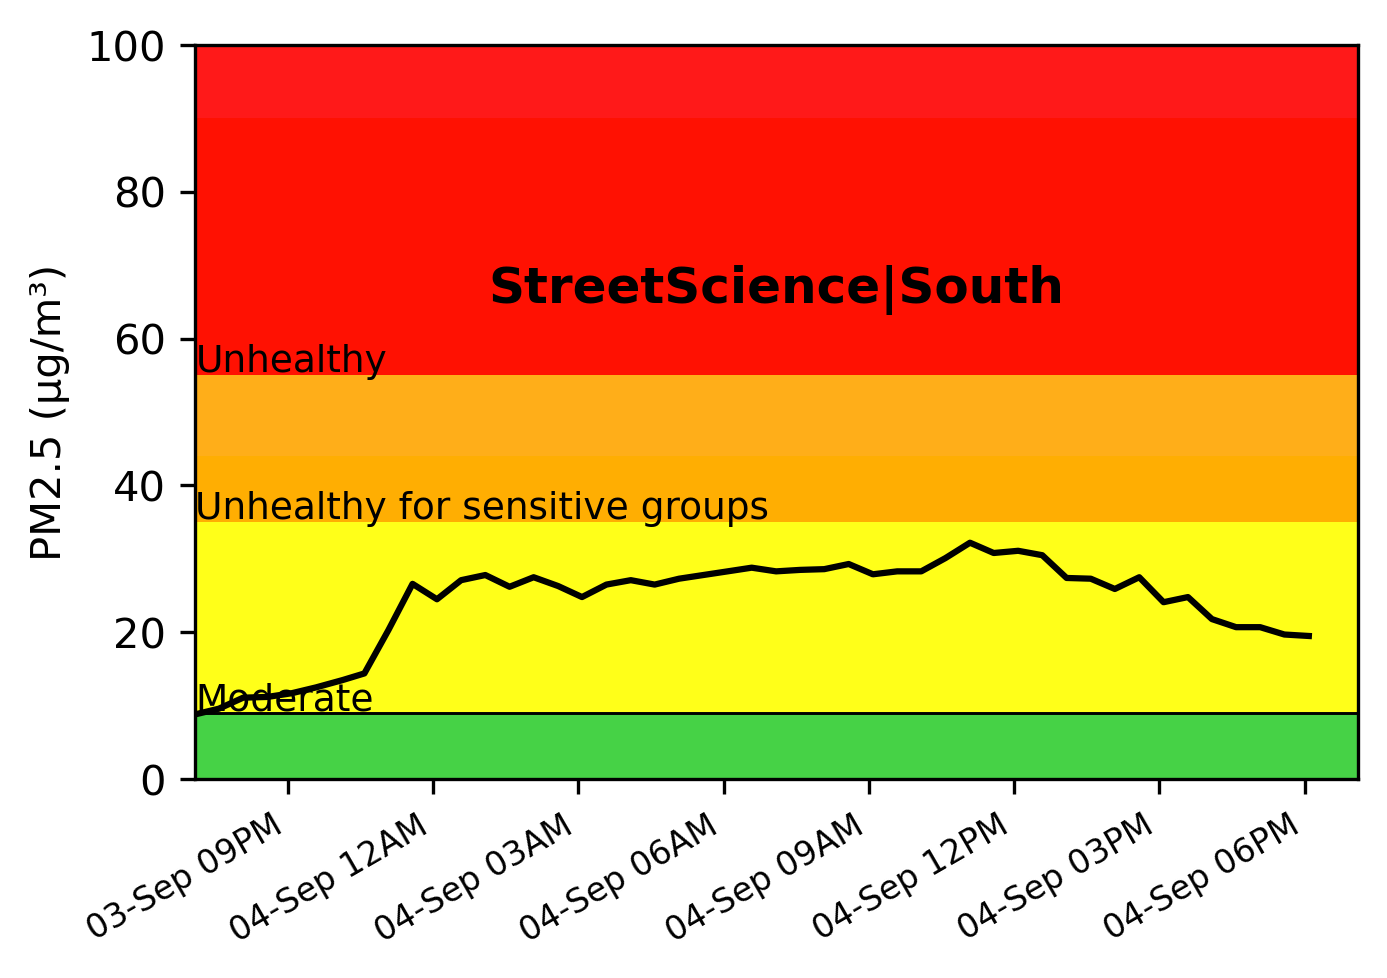 100
80
60
40
20
0
PM2.5 (µg/m³)
StreetScience|South
Unhealthy
Unhealthy for sensitive groups
Moderate
03-Sep 09PM
04-Sep 12AM
04-Sep 03AM
04-Sep 06AM
04-Sep 09AM
04-Sep 12PM
04-Sep 03PM
04-Sep 06PM